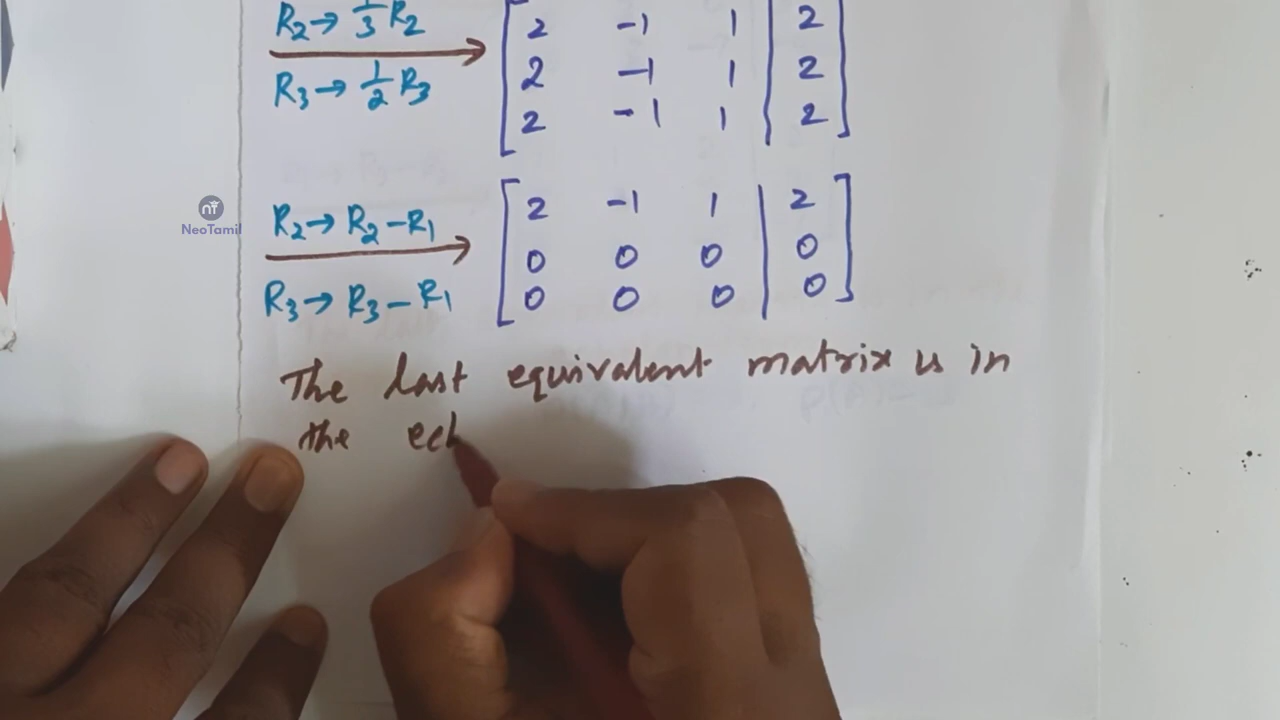 R₂ → 1/3 R₂
R₃ → 1/2 R₃
2 -1 1 | 2
2 -1 1 | 2
2 -1 1 | 2
R₂ → R₂ - R₁
R₃ → R₃ - R₁
2 -1 1 | 2
0 0 0 | 0
0 0 0 | 0
NeoTamil
The last equivalent matrix is in
the ech